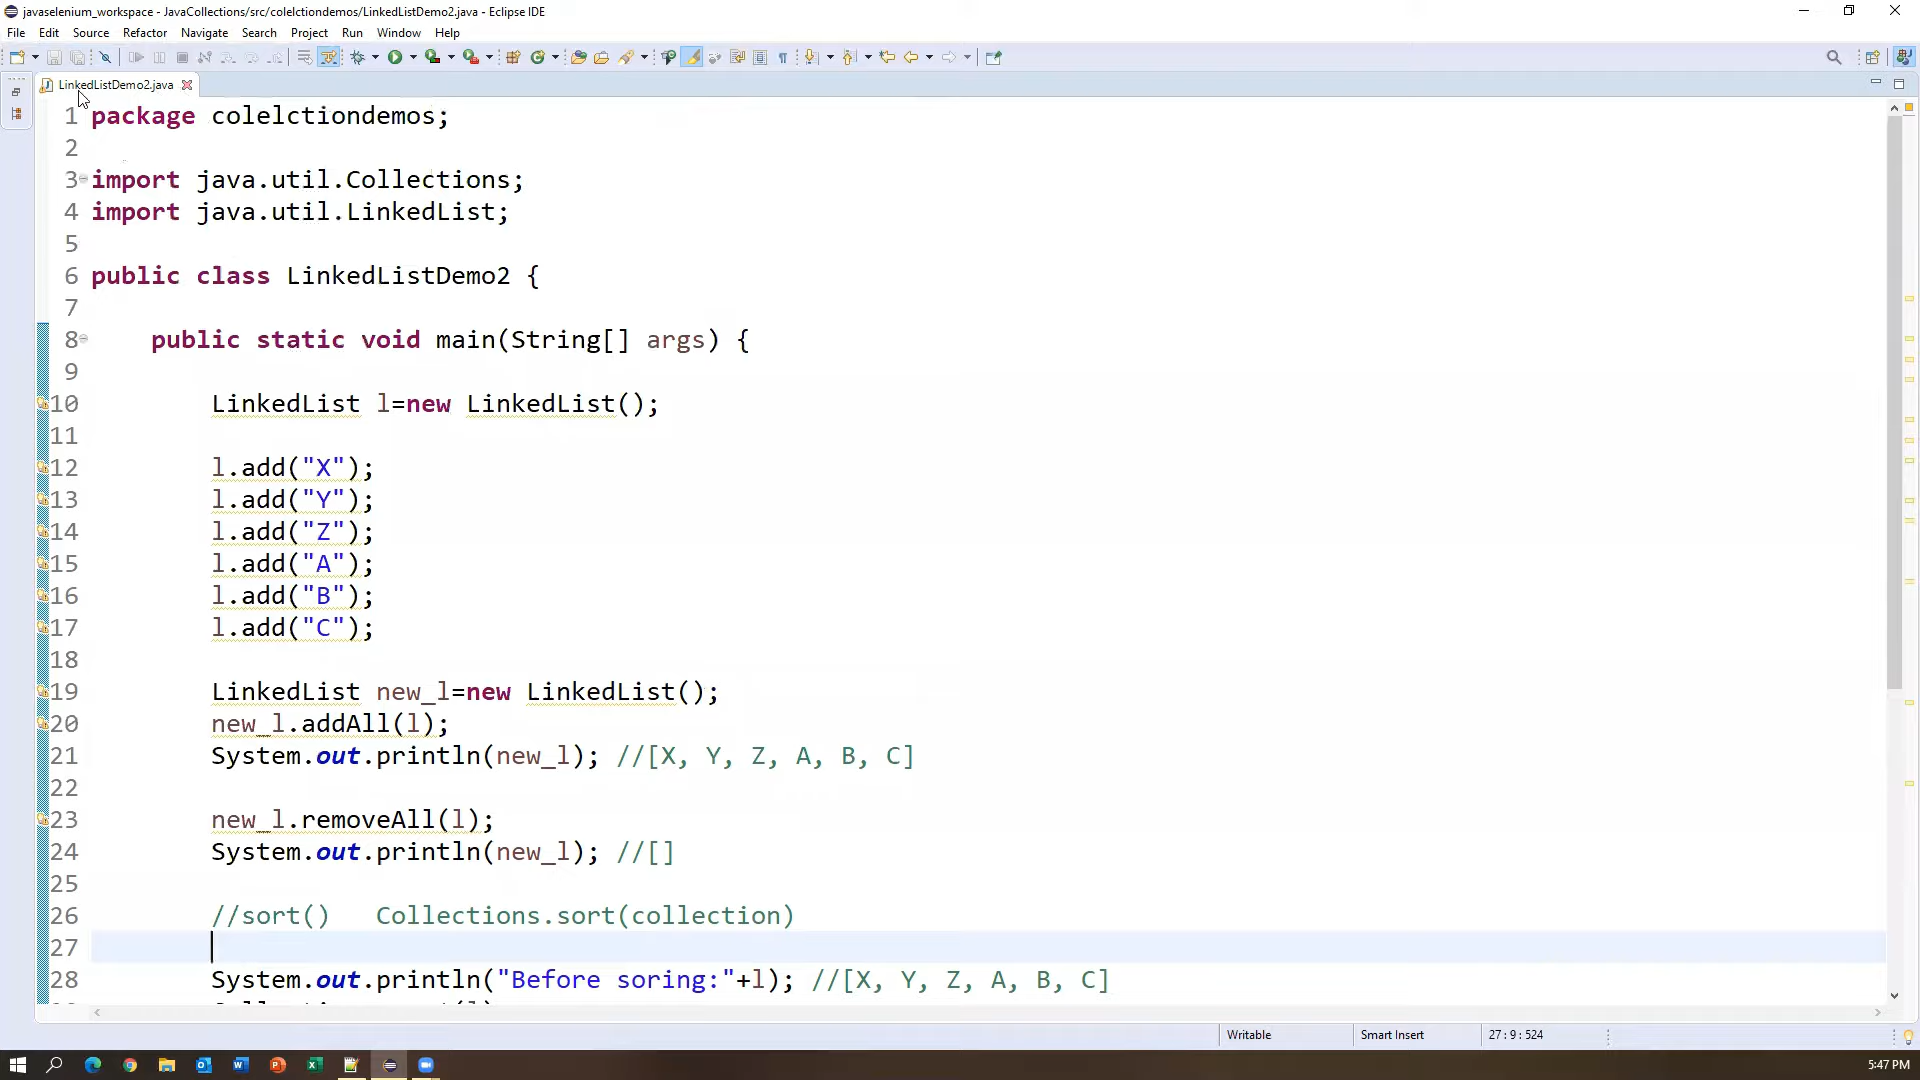 javaselenium_workspace - JavaCollections/src/colelctiondemos/LinkedListDemo2.java - Eclipse IDE
File Edit Source Refactor Navigate Search Project Run Window Help
LinkedListDemo2.java
1 package colelctiondemos;
2
3 import java.util.Collections;
4 import java.util.LinkedList;
5
6 public class LinkedListDemo2 {
7
8 public static void main(String[] args) {
9
10 LinkedList l=new LinkedList();
11
12 l.add("X");
13 l.add("Y");
14 l.add("Z");
15 l.add("A");
16 l.add("B");
17 l.add("C");
18
19 LinkedList new_l=new LinkedList();
20 new_l.addAll(l);
21 System.out.println(new_l); //[X, Y, Z, A, B, C]
22
23 new_l.removeAll(l);
24 System.out.println(new_l); //[]
25
26 //sort() Collections.sort(collection)
27
28 System.out.println("Before soring:"+l); //[X, Y, Z, A, B, C]
Writable Smart Insert 27 : 9 : 524
5:47 PM